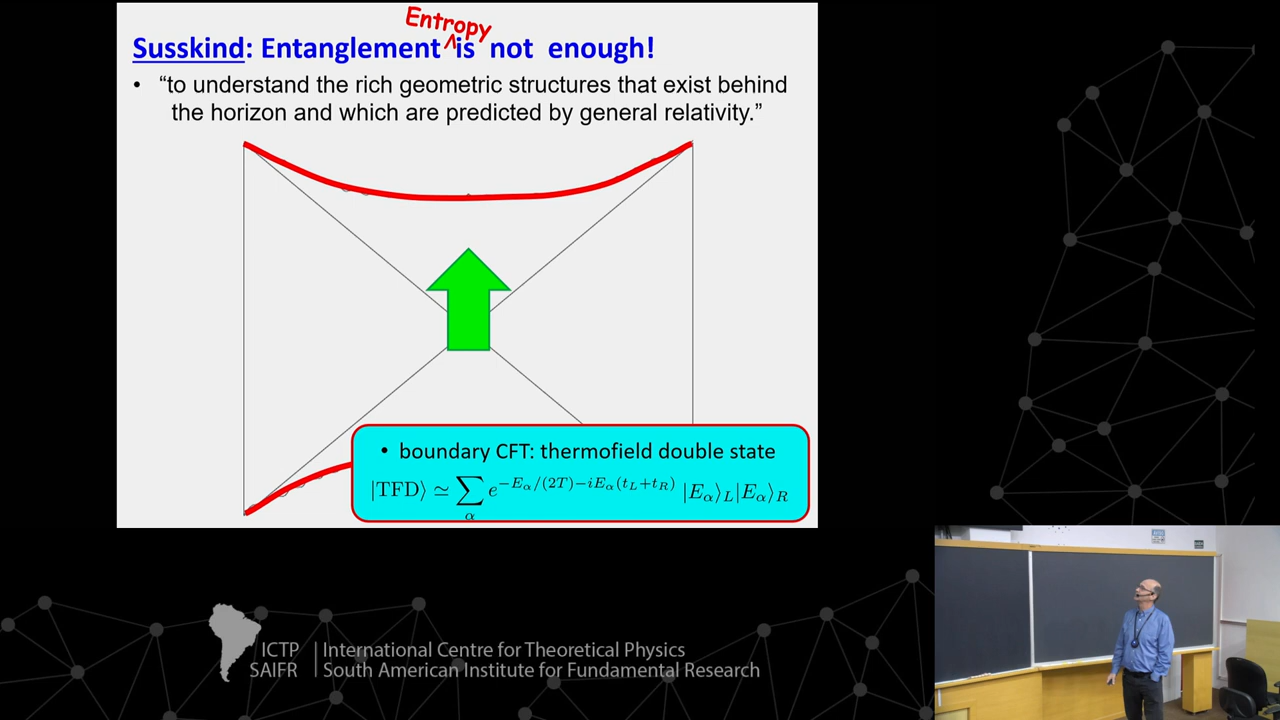 Entropy
Susskind: Entanglement ^ is not enough!
• “to understand the rich geometric structures that exist behind
the horizon and which are predicted by general relativity.”
• boundary CFT: thermofield double state
|TFD⟩ ≃ ∑_α e^{−E_α/(2T)−iE_α(t_L+t_R)} |E_α⟩_L|E_α⟩_R
ICTP | International Centre for Theoretical Physics
SAIFR | South American Institute for Fundamental Research